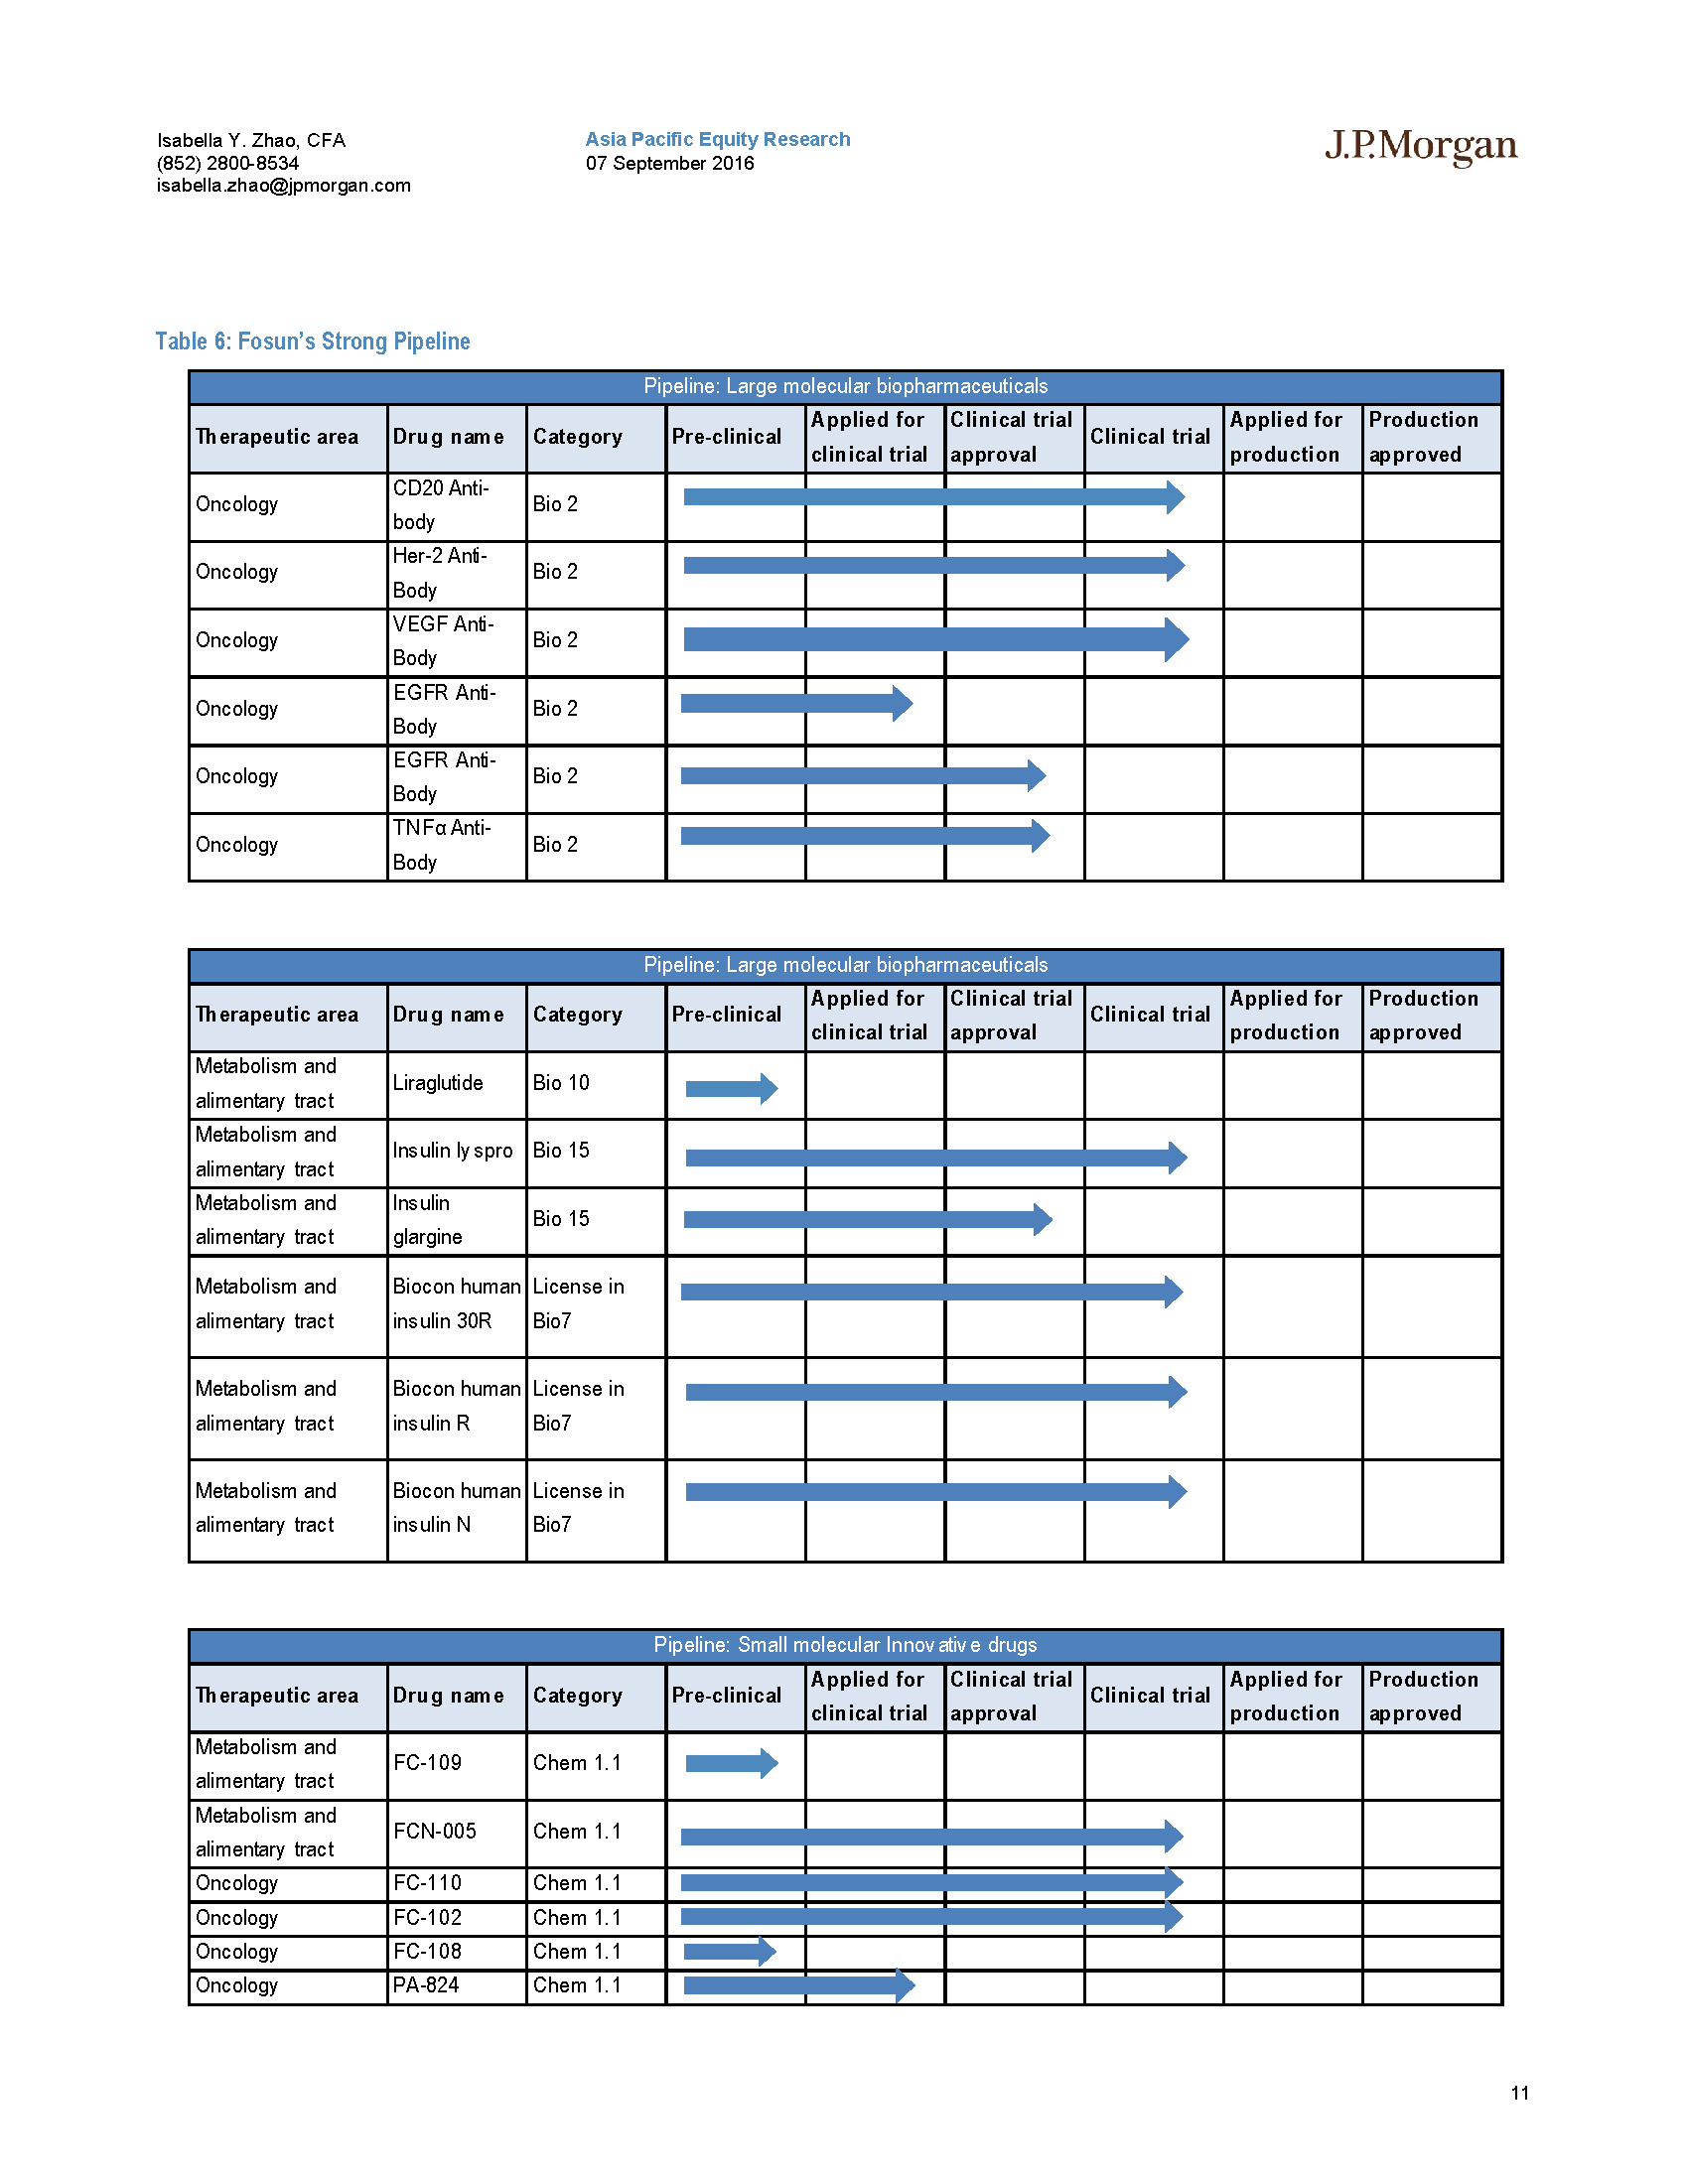 Isabella Y. Zhao, CFA
(852) 2800-8534
isabella.zhao@jpmorgan.com
Asia Pacific Equity Research
07 September 2016
J.P.Morgan
Table 6: Fosun’s Strong Pipeline
Pipeline: Large molecular biopharmaceuticals
Therapeutic area Drug name Category Pre-clinical Applied for clinical trial Clinical trial approval Clinical trial Applied for production Production approved
Oncology CD20 Anti-body Bio 2
Oncology Her-2 Anti-Body Bio 2
Oncology VEGF Anti-Body Bio 2
Oncology EGFR Anti-Body Bio 2
Oncology EGFR Anti-Body Bio 2
Oncology TNFα Anti-Body Bio 2
Pipeline: Large molecular biopharmaceuticals
Therapeutic area Drug name Category Pre-clinical Applied for clinical trial Clinical trial approval Clinical trial Applied for production Production approved
Metabolism and alimentary tract Liraglutide Bio 10
Metabolism and alimentary tract Insulin lyspro Bio 15
Metabolism and alimentary tract Insulin glargine Bio 15
Metabolism and alimentary tract Biocon human insulin 30R License in Bio7
Metabolism and alimentary tract Biocon human insulin R License in Bio7
Metabolism and alimentary tract Biocon human insulin N License in Bio7
Pipeline: Small molecular Innovative drugs
Therapeutic area Drug name Category Pre-clinical Applied for clinical trial Clinical trial approval Clinical trial Applied for production Production approved
Metabolism and alimentary tract FC-109 Chem 1.1
Metabolism and alimentary tract FCN-005 Chem 1.1
Oncology FC-110 Chem 1.1
Oncology FC-102 Chem 1.1
Oncology FC-108 Chem 1.1
Oncology PA-824 Chem 1.1
11